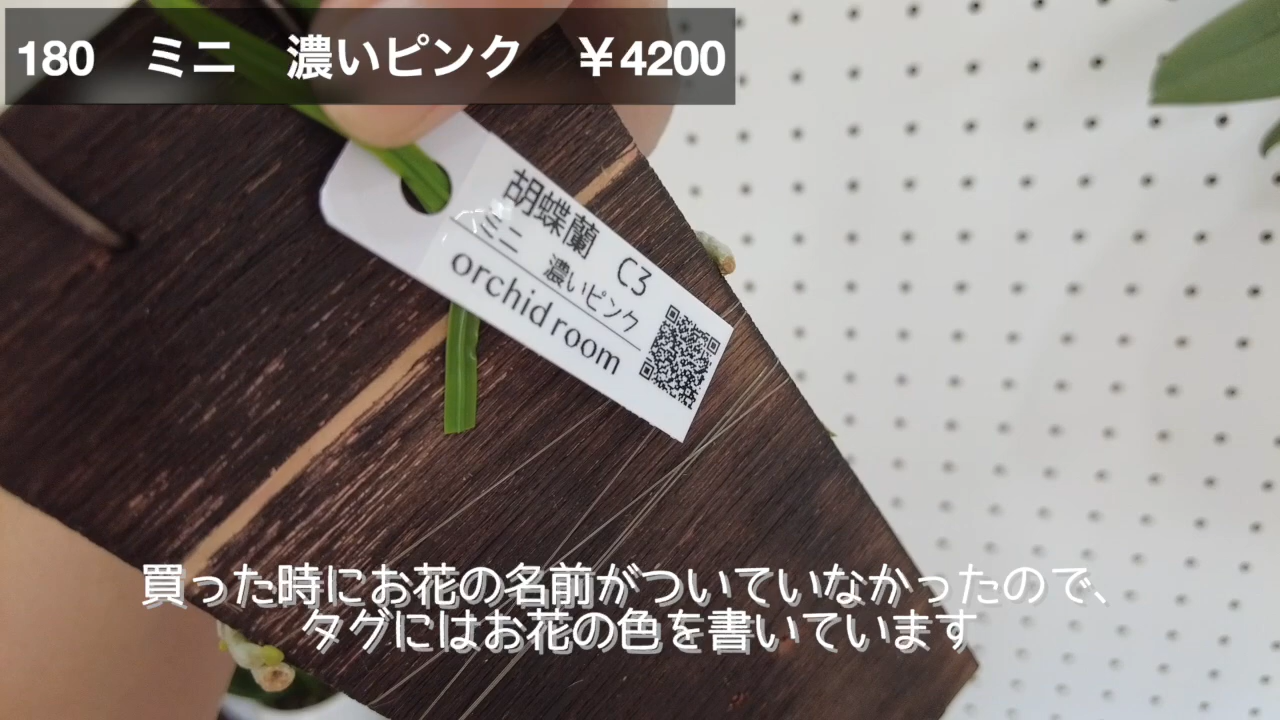 180　ミニ　濃いピンク　￥4200
胡蝶蘭　C3
ミニ　濃いピンク
orchid room
買った時にお花の名前がついていなかったので、
タグにはお花の色を書いています